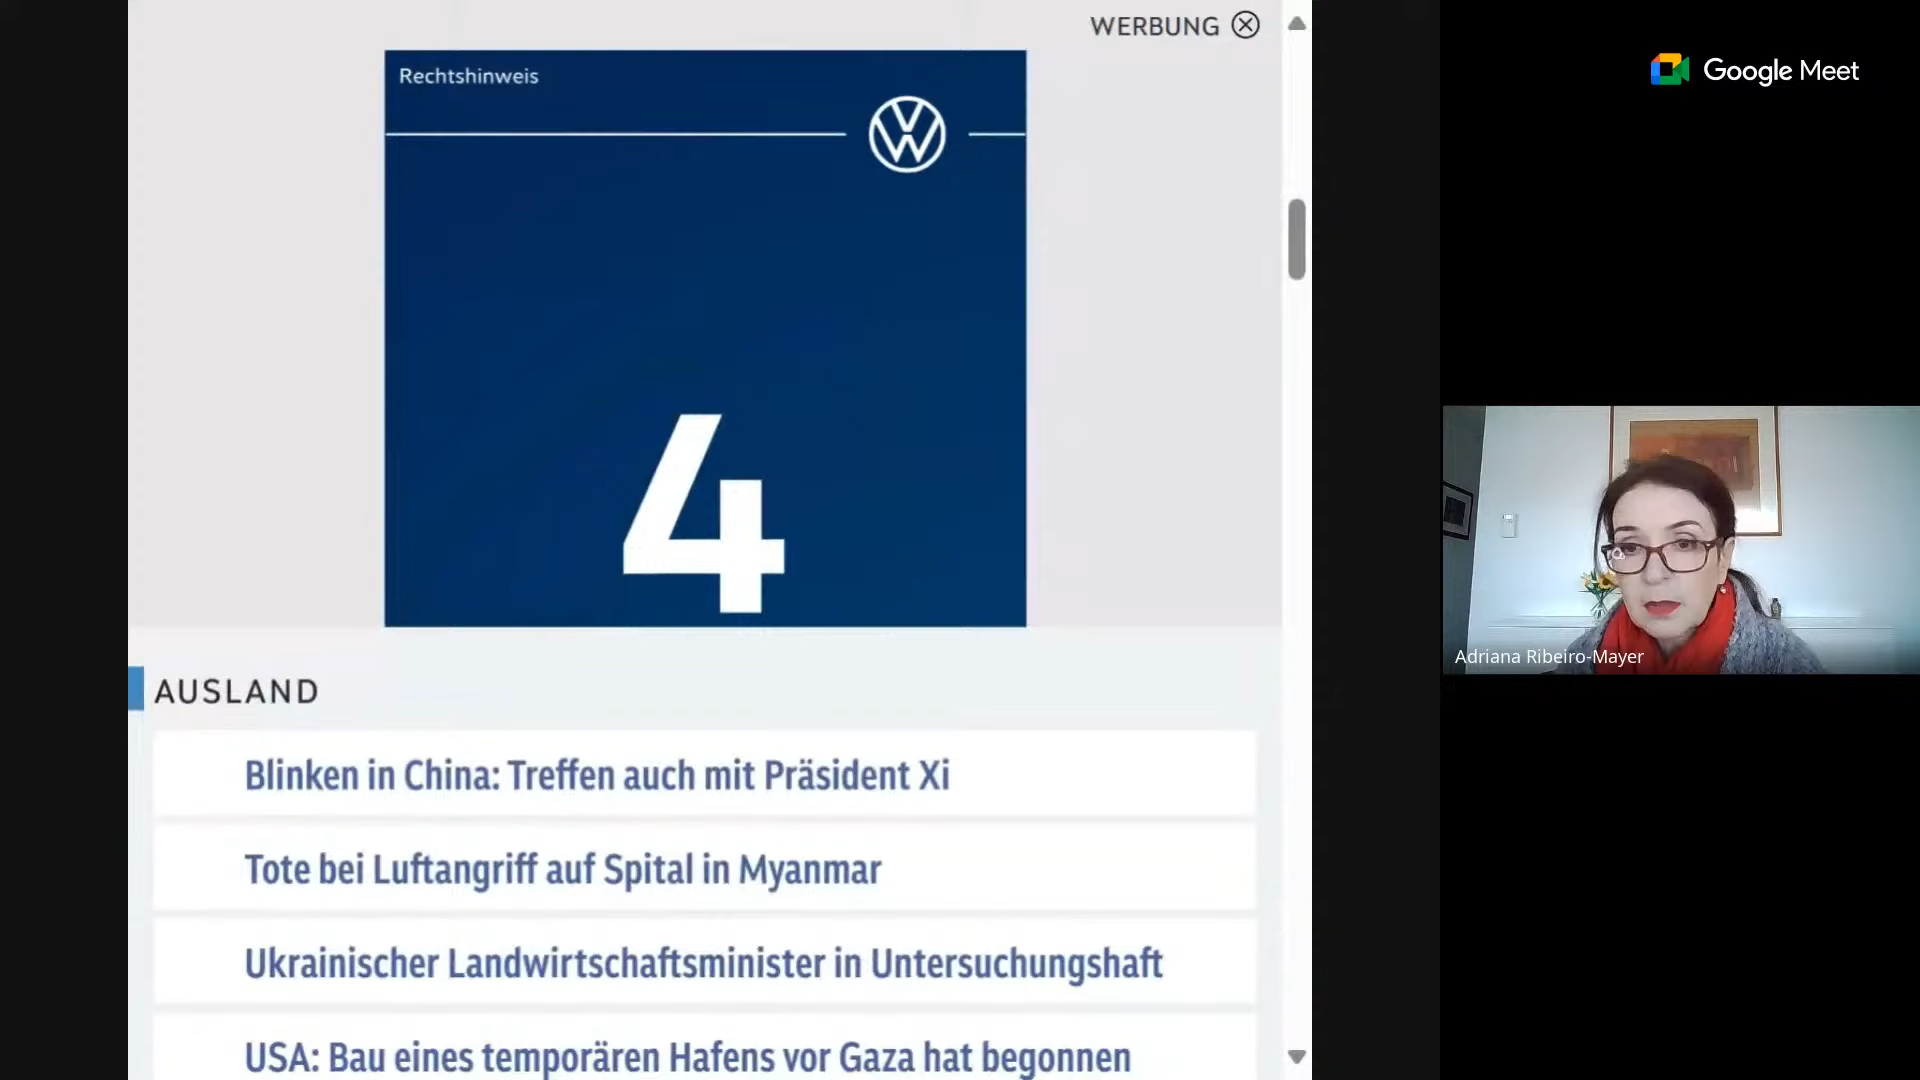 WERBUNG
Rechtshinweis
4
AUSLAND
Blinken in China: Treffen auch mit Präsident Xi
Tote bei Luftangriff auf Spital in Myanmar
Ukrainischer Landwirtschaftsminister in Untersuchungshaft
USA: Bau eines temporären Hafens vor Gaza hat begonnen
Google Meet
Adriana Ribeiro-Mayer